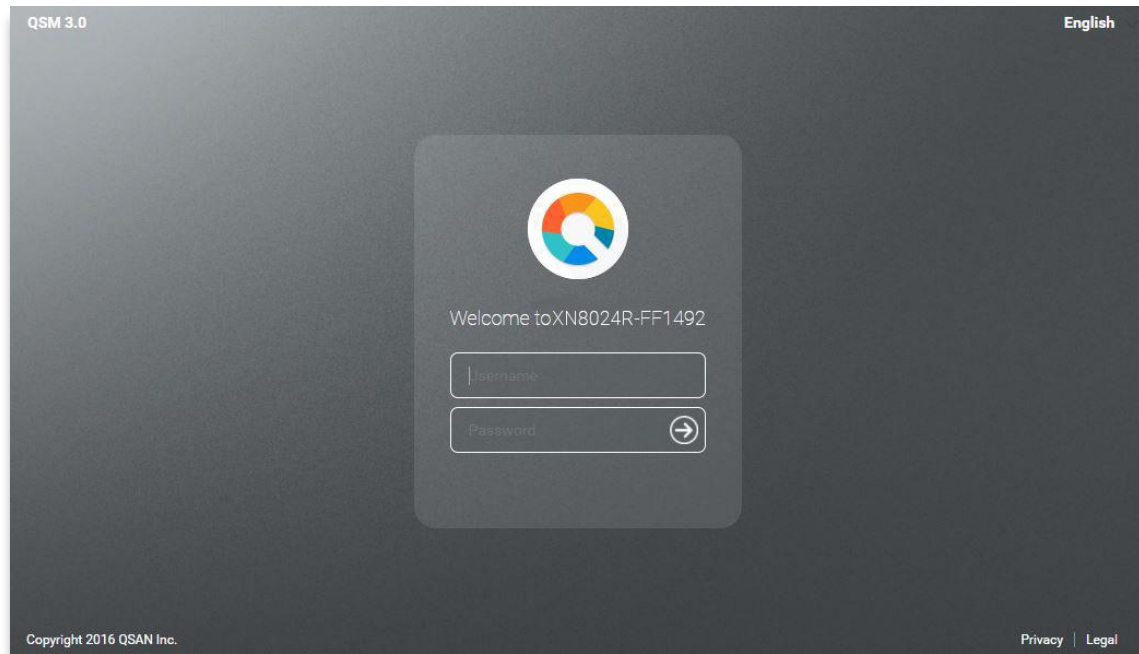 QSM 3.0
English
Welcome toXN8024R-FF1492
Username
Password
Copyright 2016 QSAN Inc.
Privacy | Legal